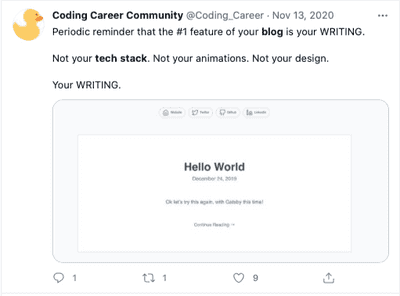 Coding Career Community @Coding_Career · Nov 13, 2020
Periodic reminder that the #1 feature of your blog is your WRITING.
Not your tech stack. Not your animations. Not your design.
Your WRITING.
Website Twitter GitHub LinkedIn
Hello World
December 24, 2019
Ok let's try this again, with Gatsby this time!
Continue Reading →
1 1 9